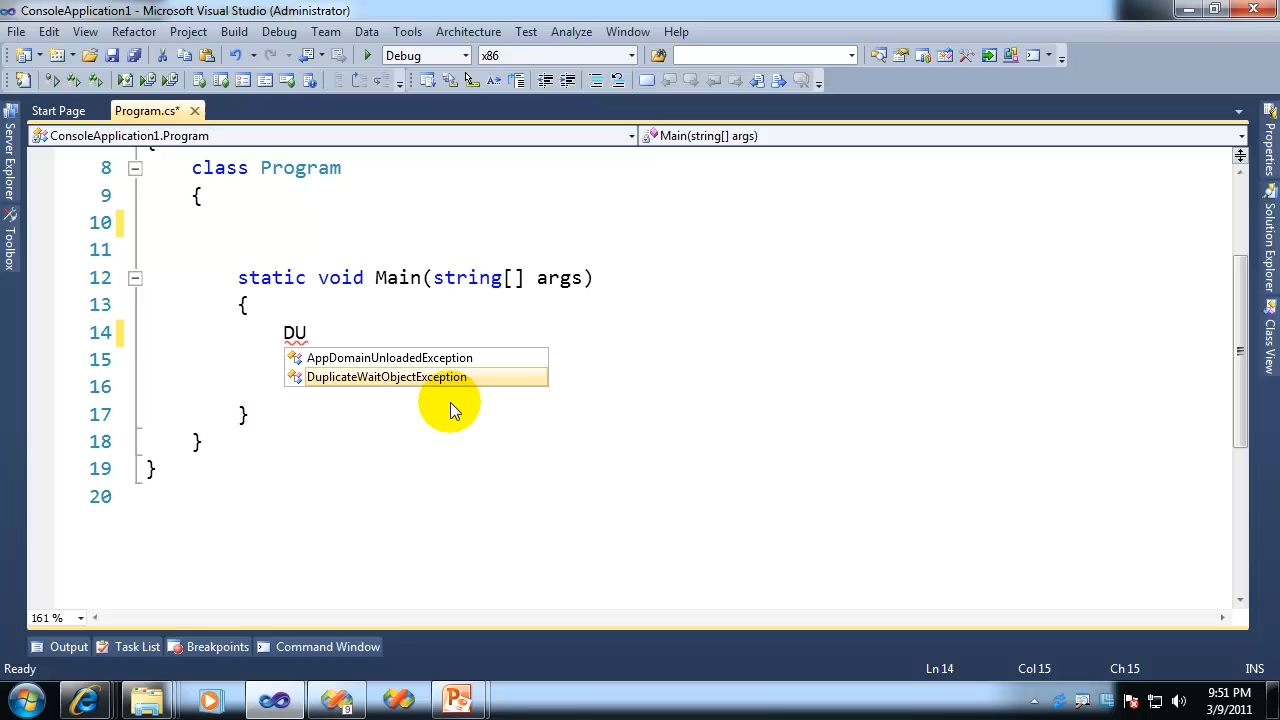 ConsoleApplication1 - Microsoft Visual Studio (Administrator)
File Edit View Refactor Project Build Debug Team Data Tools Architecture Test Analyze Window Help
Debug x86
Start Page Program.cs*
ConsoleApplication1.Program Main(string[] args)
Server Explorer
Toolbox
Properties
Solution Explorer
Class View
{
8 class Program
9 {
10
11
12 static void Main(string[] args)
13 {
14 DU
AppDomainUnloadedException
15
DuplicateWaitObjectException
16
17 }
18 }
19 }
20
161 %
Output Task List Breakpoints Command Window
Ready Ln 14 Col 15 Ch 15 INS
9
9:51 PM
3/9/2011